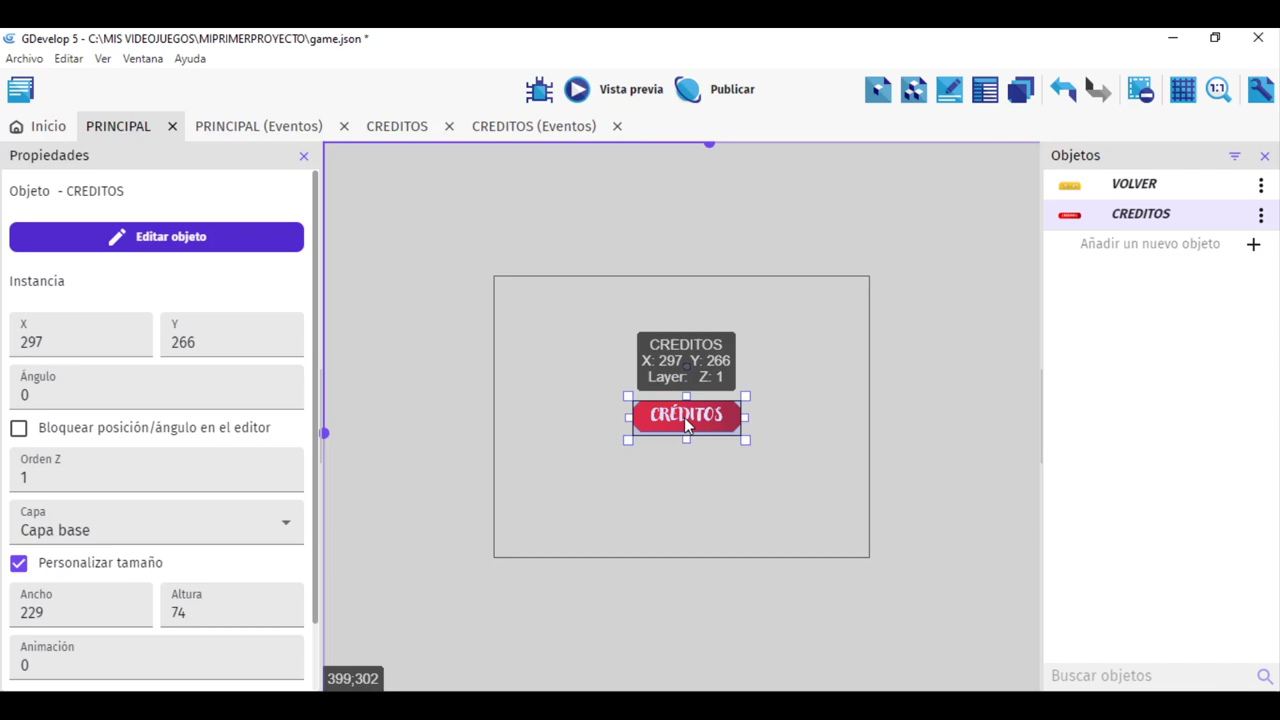 GDevelop 5 - C:\MIS VIDEOJUEGOS\MIPRIMERPROYECTO\game.json *
Archivo Editar Ver Ventana Ayuda
Vista previa Publicar 1:1
Inicio PRINCIPAL PRINCIPAL (Eventos) CREDITOS CREDITOS (Eventos)
Propiedades
Objeto - CREDITOS
Editar objeto
Instancia
X Y
297 266
Ángulo
0
Bloquear posición/ángulo en el editor
Orden Z
1
Capa
Capa base
Personalizar tamaño
Ancho Altura
229 74
Animación
0
CREDITOS
X: 297 Y: 266
Layer: Z: 1
CRÉDITOS
399;302
Objetos
VOLVER
CREDITOS
Añadir un nuevo objeto
Buscar objetos